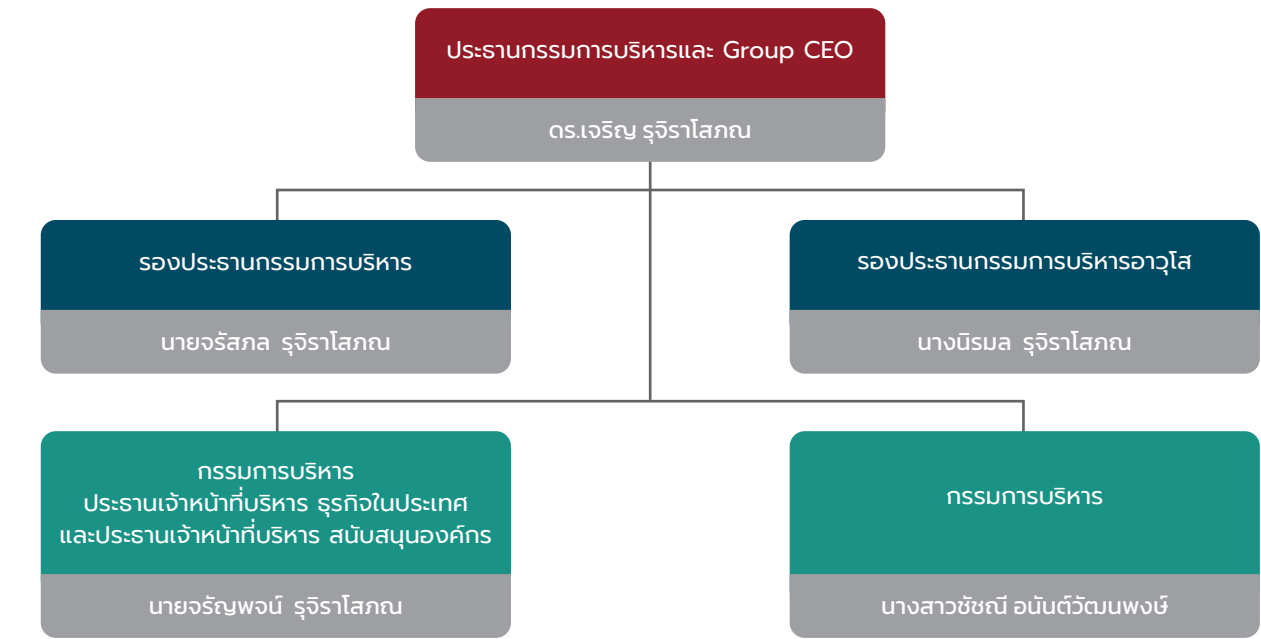 ประธานกรรมการบริหารและ Group CEO
ดร.เจริญ รุจิราโสภณ
รองประธานกรรมการบริหาร
นายจรัสภล รุจิราโสภณ
รองประธานกรรมการบริหารอาวุโส
นางนิรมล รุจิราโสภณ
กรรมการบริหาร
ประธานเจ้าหน้าที่บริหาร ธุรกิจในประเทศ
และประธานเจ้าหน้าที่บริหาร สนับสนุนองค์กร
นายจรัญพจน์ รุจิราโสภณ
กรรมการบริหาร
นางสาวชัชณี อนันต์วัฒนพงษ์